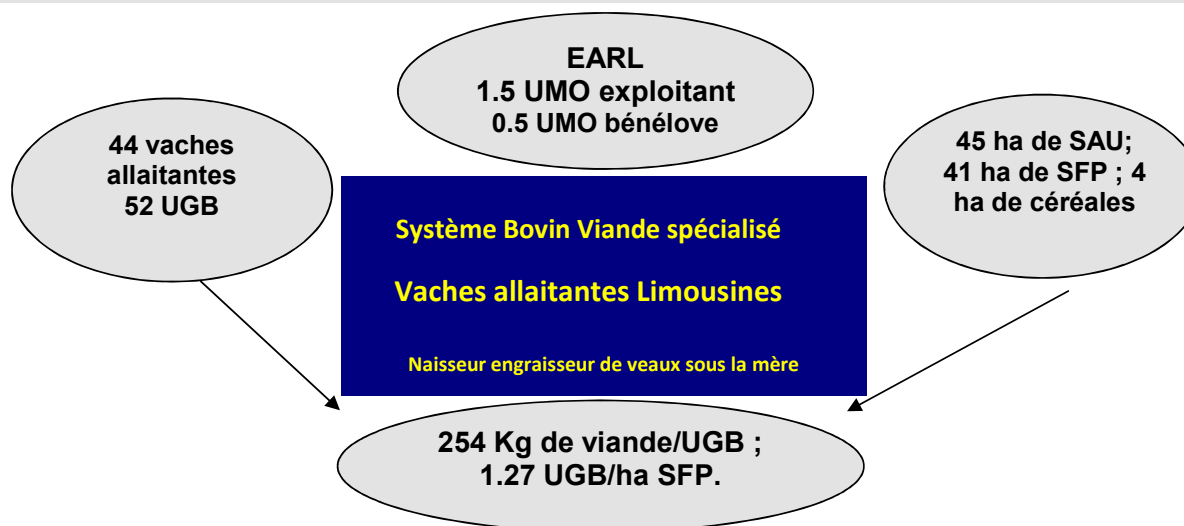 EARL
1.5 UMO exploitant
0.5 UMO bénélove
44 vaches
allaitantes
52 UGB
45 ha de SAU;
41 ha de SFP ; 4
ha de céréales
Système Bovin Viande spécialisé
Vaches allaitantes Limousines
Naisseur engraisseur de veaux sous la mère
254 Kg de viande/UGB ;
1.27 UGB/ha SFP.